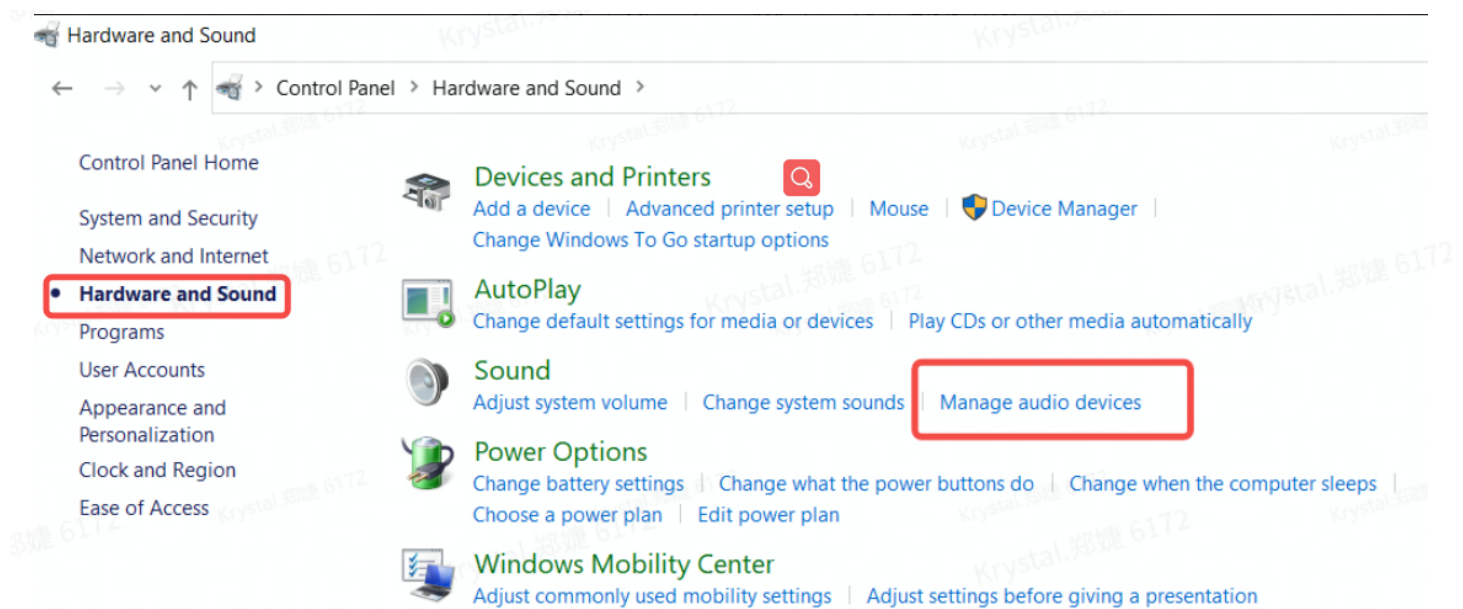 Hardware and Sound
Control Panel > Hardware and Sound >
Control Panel Home
System and Security
Network and Internet
Hardware and Sound
Programs
User Accounts
Appearance and
Personalization
Clock and Region
Ease of Access
Devices and Printers
Add a device | Advanced printer setup | Mouse | Device Manager |
Change Windows To Go startup options
AutoPlay
Change default settings for media or devices | Play CDs or other media automatically
Sound
Adjust system volume | Change system sounds | Manage audio devices
Power Options
Change battery settings | Change what the power buttons do | Change when the computer sleeps |
Choose a power plan | Edit power plan
Windows Mobility Center
Adjust commonly used mobility settings | Adjust settings before giving a presentation
Krystal.郑婕 6172